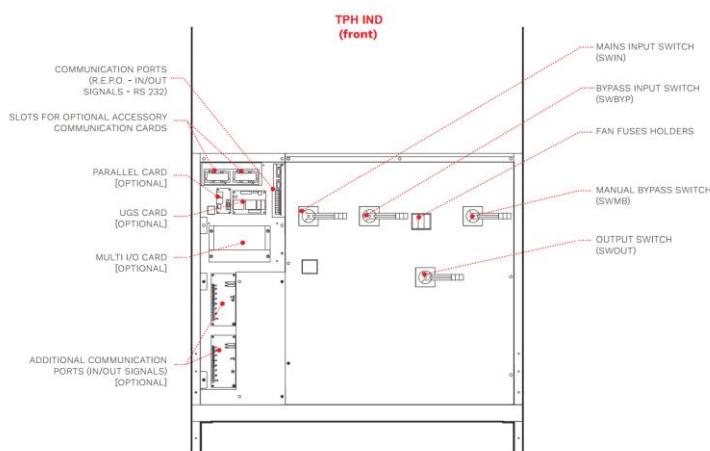 TPH IND
(front)
COMMUNICATION PORTS
(R.E.P.O. - IN/OUT
SIGNALS - RS 232)
SLOTS FOR OPTIONAL ACCESSORY
COMMUNICATION CARDS
PARALLEL CARD
[OPTIONAL]
UGS CARD
[OPTIONAL]
MULTI I/O CARD
[OPTIONAL]
ADDITIONAL COMMUNICATION
PORTS (IN/OUT SIGNALS)
[OPTIONAL]
MAINS INPUT SWITCH
(SWIN)
BYPASS INPUT SWITCH
(SWBYP)
FAN FUSES HOLDERS
MANUAL BYPASS SWITCH
(SWMB)
OUTPUT SWITCH
(SWOUT)